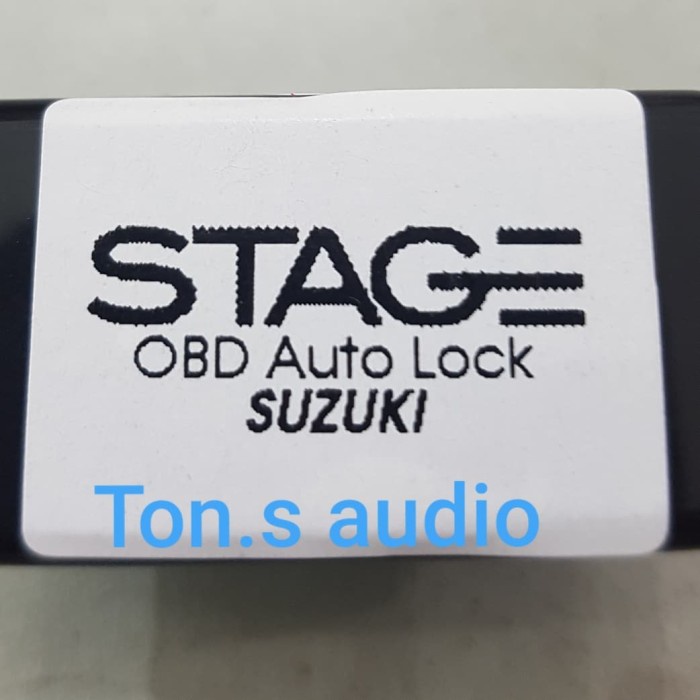 STAGE
OBD Auto Lock
SUZUKI
Ton.s audio